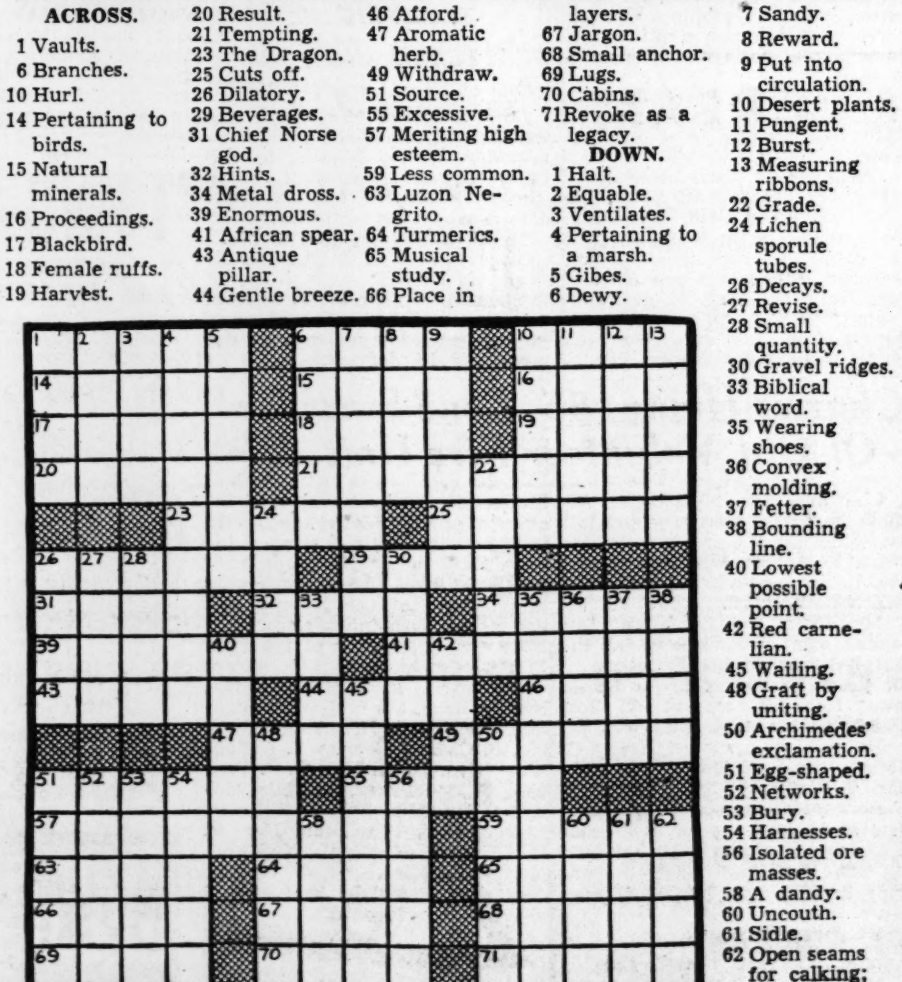 ACROSS.
1 Vaults.
6 Branches.
10 Hurl.
14 Pertaining to
birds.
15 Natural
minerals.
16 Proceedings.
17 Blackbird.
18 Female ruffs.
19 Harvest.
20 Result.
21 Tempting.
23 The Dragon.
25 Cuts off.
26 Dilatory.
29 Beverages.
31 Chief Norse
god.
32 Hints.
34 Metal dross.
39 Enormous.
41 African spear.
43 Antique
pillar.
44 Gentle breeze.
46 Afford.
47 Aromatic
herb.
49 Withdraw.
51 Source.
55 Excessive.
57 Meriting high
esteem.
59 Less common.
63 Luzon Ne-
grito.
64 Turmerics.
65 Musical
study.
66 Place in
layers.
67 Jargon.
68 Small anchor.
69 Lugs.
70 Cabins.
71Revoke as a
legacy.
DOWN.
1 Halt.
2 Equable.
3 Ventilates.
4 Pertaining to
a marsh.
5 Gibes.
6 Dewy.
7 Sandy.
8 Reward.
9 Put into
circulation.
10 Desert plants.
11 Pungent.
12 Burst.
13 Measuring
ribbons.
22 Grade.
24 Lichen
sporule
tubes.
26 Decays.
27 Revise.
28 Small
quantity.
30 Gravel ridges.
33 Biblical
word.
35 Wearing
shoes.
36 Convex
molding.
37 Fetter.
38 Bounding
line.
40 Lowest
possible
point.
42 Red carne-
lian.
45 Wailing.
48 Graft by
uniting.
50 Archimedes'
exclamation.
51 Egg-shaped.
52 Networks.
53 Bury.
54 Harnesses.
56 Isolated ore
masses.
58 A dandy.
60 Uncouth.
61 Sidle.
62 Open seams
for calking;
1 2 3 4 5 6 7 8 9 10 11 12 13
14 15 16
17 18 19
20 21 22
23 24 25
26 27 28 29 30
31 32 33 34 35 36 37 38
39 40 41 42
43 44 45 46
47 48 49 50
51 52 53 54 55 56
57 58 59 60 61 62
63 64 65
66 67 68
69 70 71